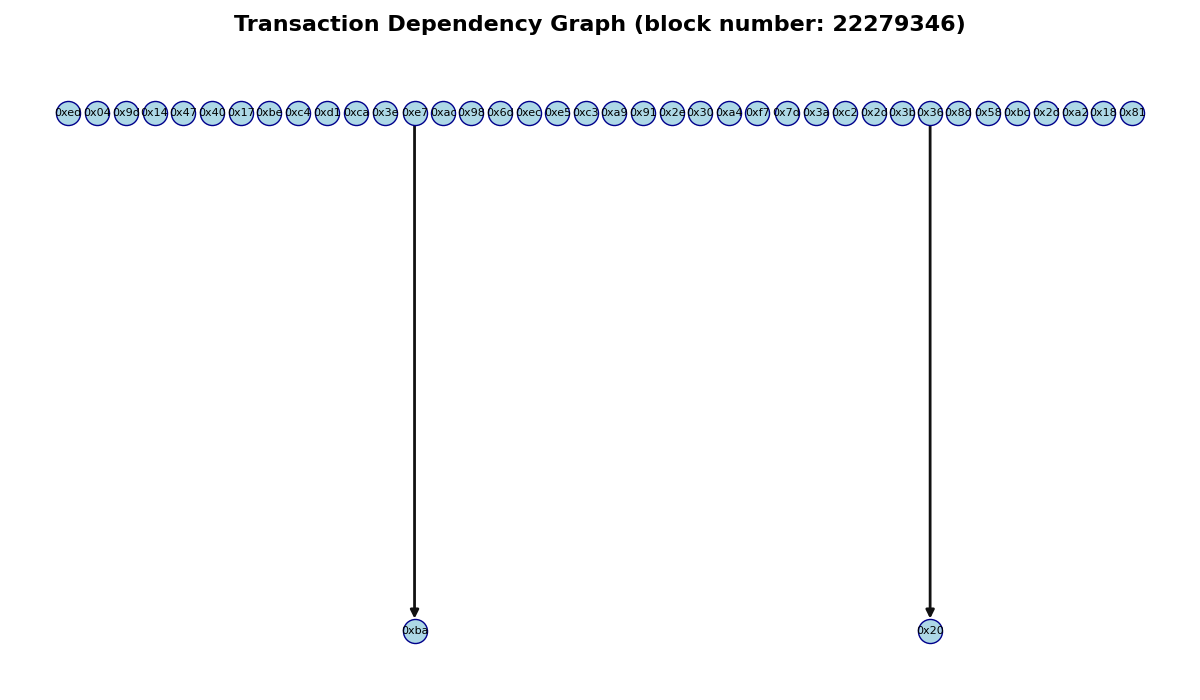 Transaction Dependency Graph (block number: 22279346)
0xed 0x04 0x9d 0x14 0x47 0x40 0x17 0xbe 0xc4 0xd1 0xca 0x3e 0xe7 0xac 0x98 0x6d 0xec 0xe5 0xc3 0xa9 0x91 0x2e 0x30 0xa4 0xf7 0x7d 0x3a 0xc2 0x2d 0x3b 0x36 0x8d 0x58 0xbc 0x2d 0xa2 0x18 0x81
0xba 0x20